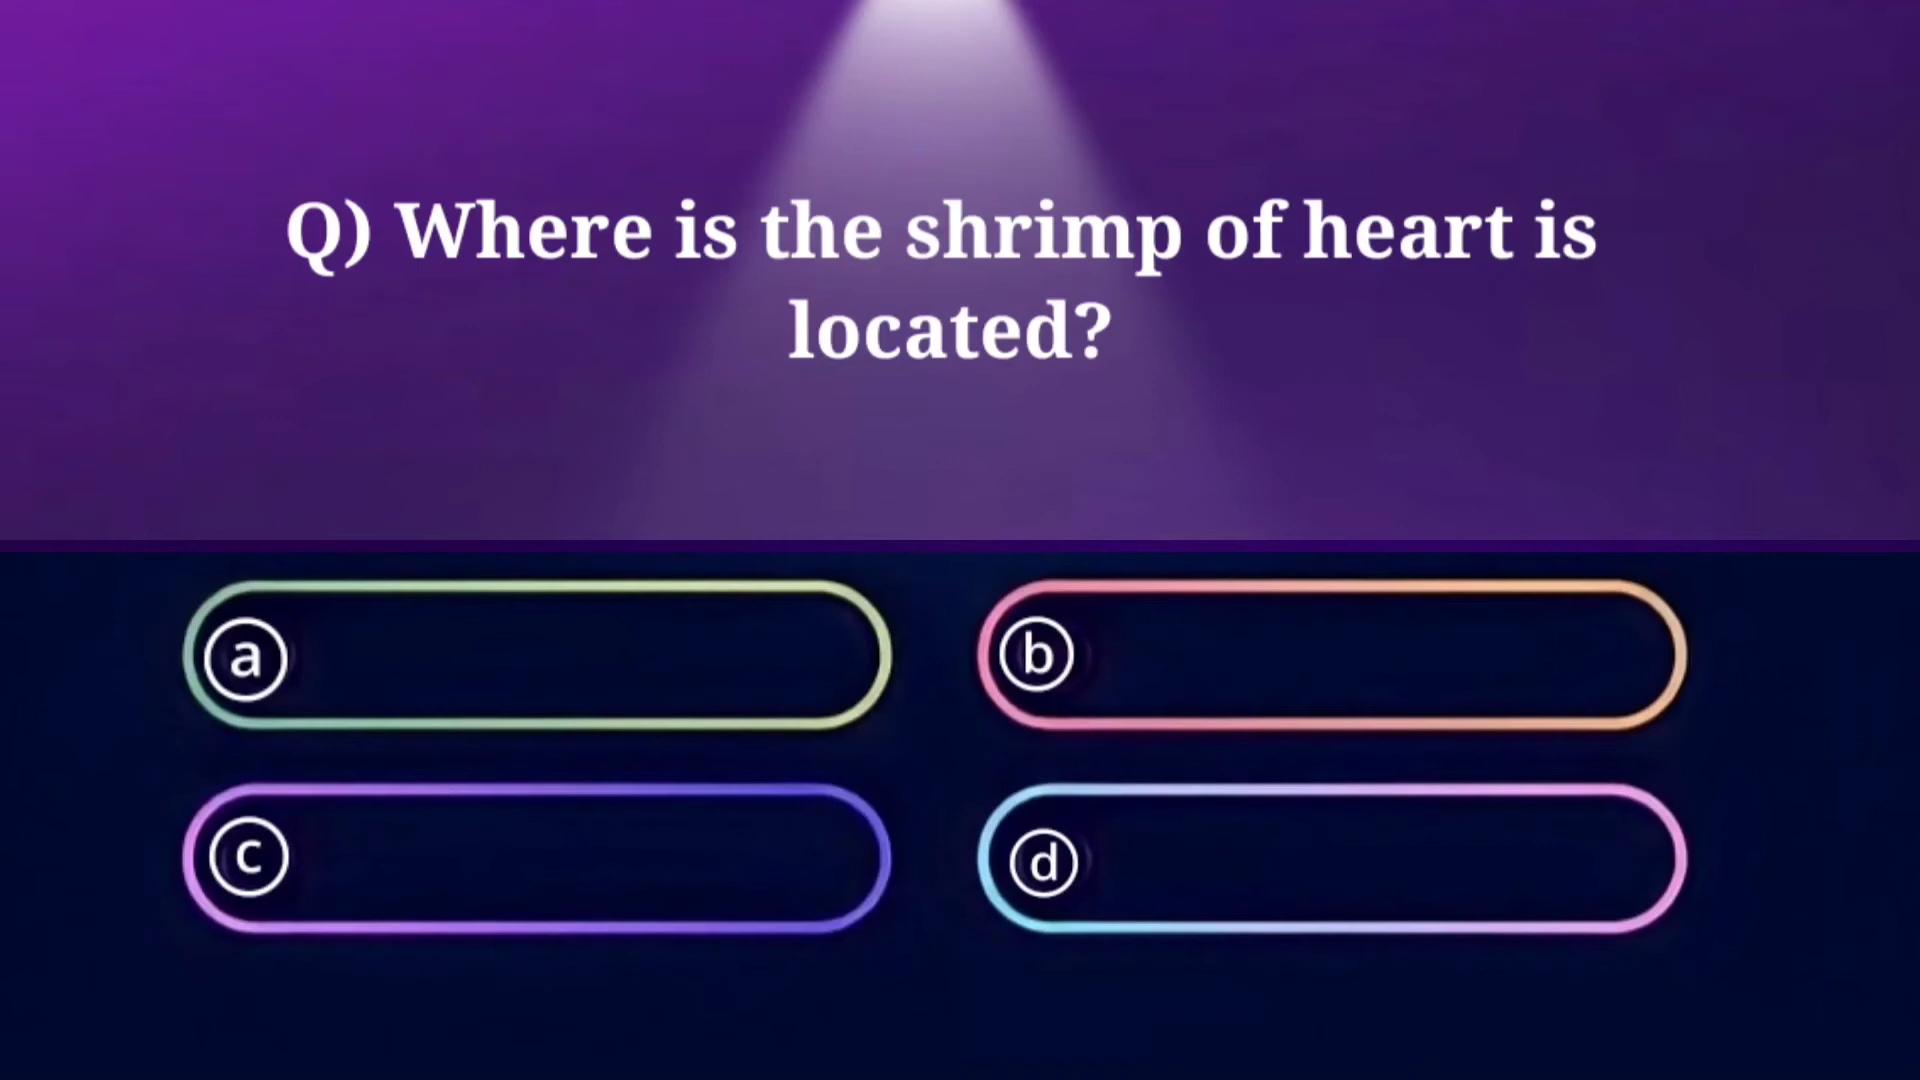 Q) Where is the shrimp of heart is
located?
a
b
c
d